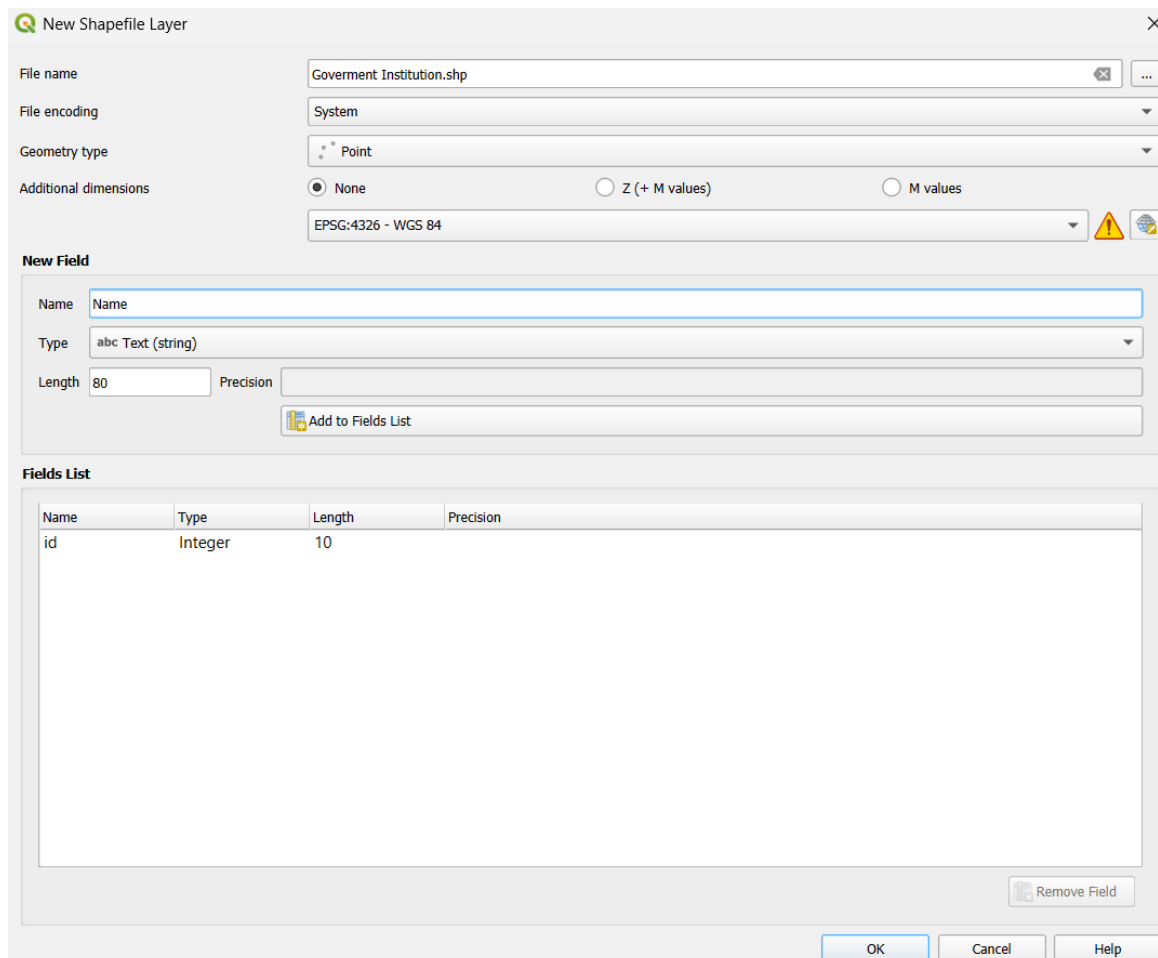 New Shapefile Layer
File name Goverment Institution.shp ...
File encoding System
Geometry type Point
Additional dimensions None Z (+ M values) M values
EPSG:4326 - WGS 84
New Field
Name Name
Type abc Text (string)
Length 80 Precision
Add to Fields List
Fields List
Name Type Length Precision
id Integer 10
Remove Field
OK Cancel Help